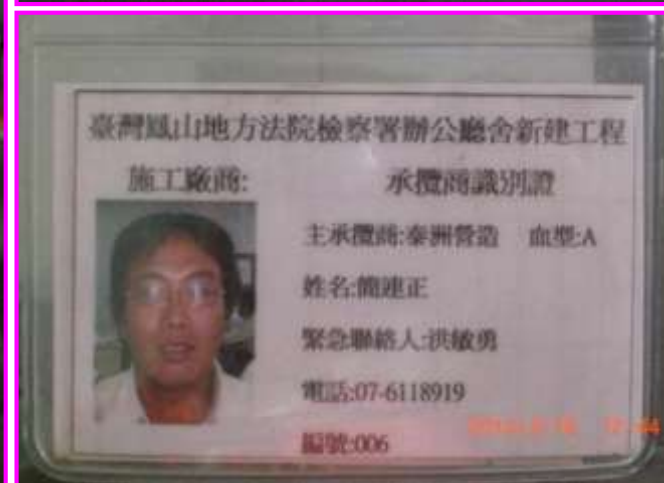 臺灣鳳山地方法院檢察署辦公廳舍新建工程
施工廠商:
承攬商識別證
主承攬商:泰洲營造 血型:A
姓名:簡連正
緊急聯絡人:洪敏勇
電話:07-6118919
編號:006